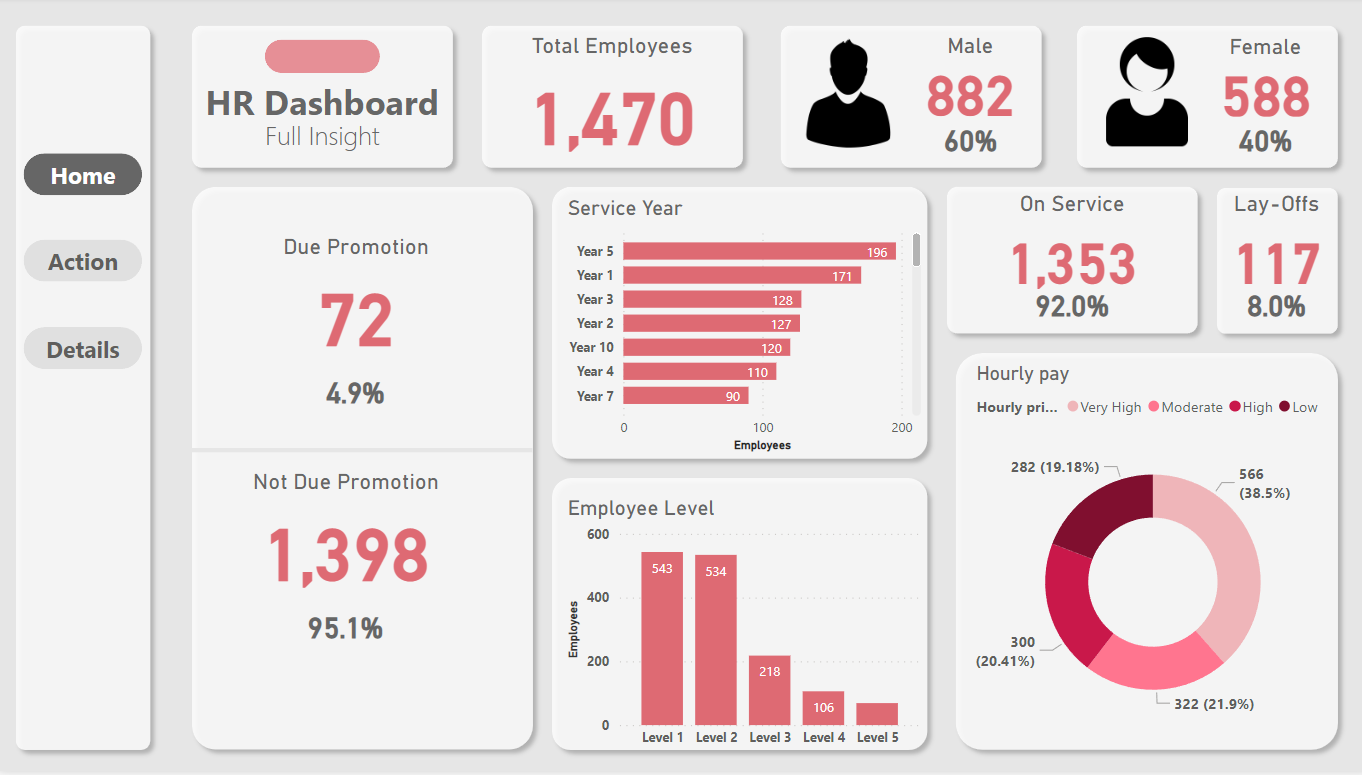 Home
Action
Details
HR Dashboard
Full Insight
Total Employees
1,470
Male
882
60%
Female
588
40%
Due Promotion
72
4.9%
Not Due Promotion
1,398
95.1%
Service Year
Year 5 196
Year 1 171
Year 3 128
Year 2 127
Year 10 120
Year 4 110
Year 7 90
0 100 200
Employees
Employee Level
600
400
200
0
Employees
543
534
218
106
Level 1 Level 2 Level 3 Level 4 Level 5
On Service
1,353
92.0%
Lay-Offs
117
8.0%
Hourly pay
Hourly pri... Very High Moderate High Low
282 (19.18%)
566
(38.5%)
300
(20.41%)
322 (21.9%)